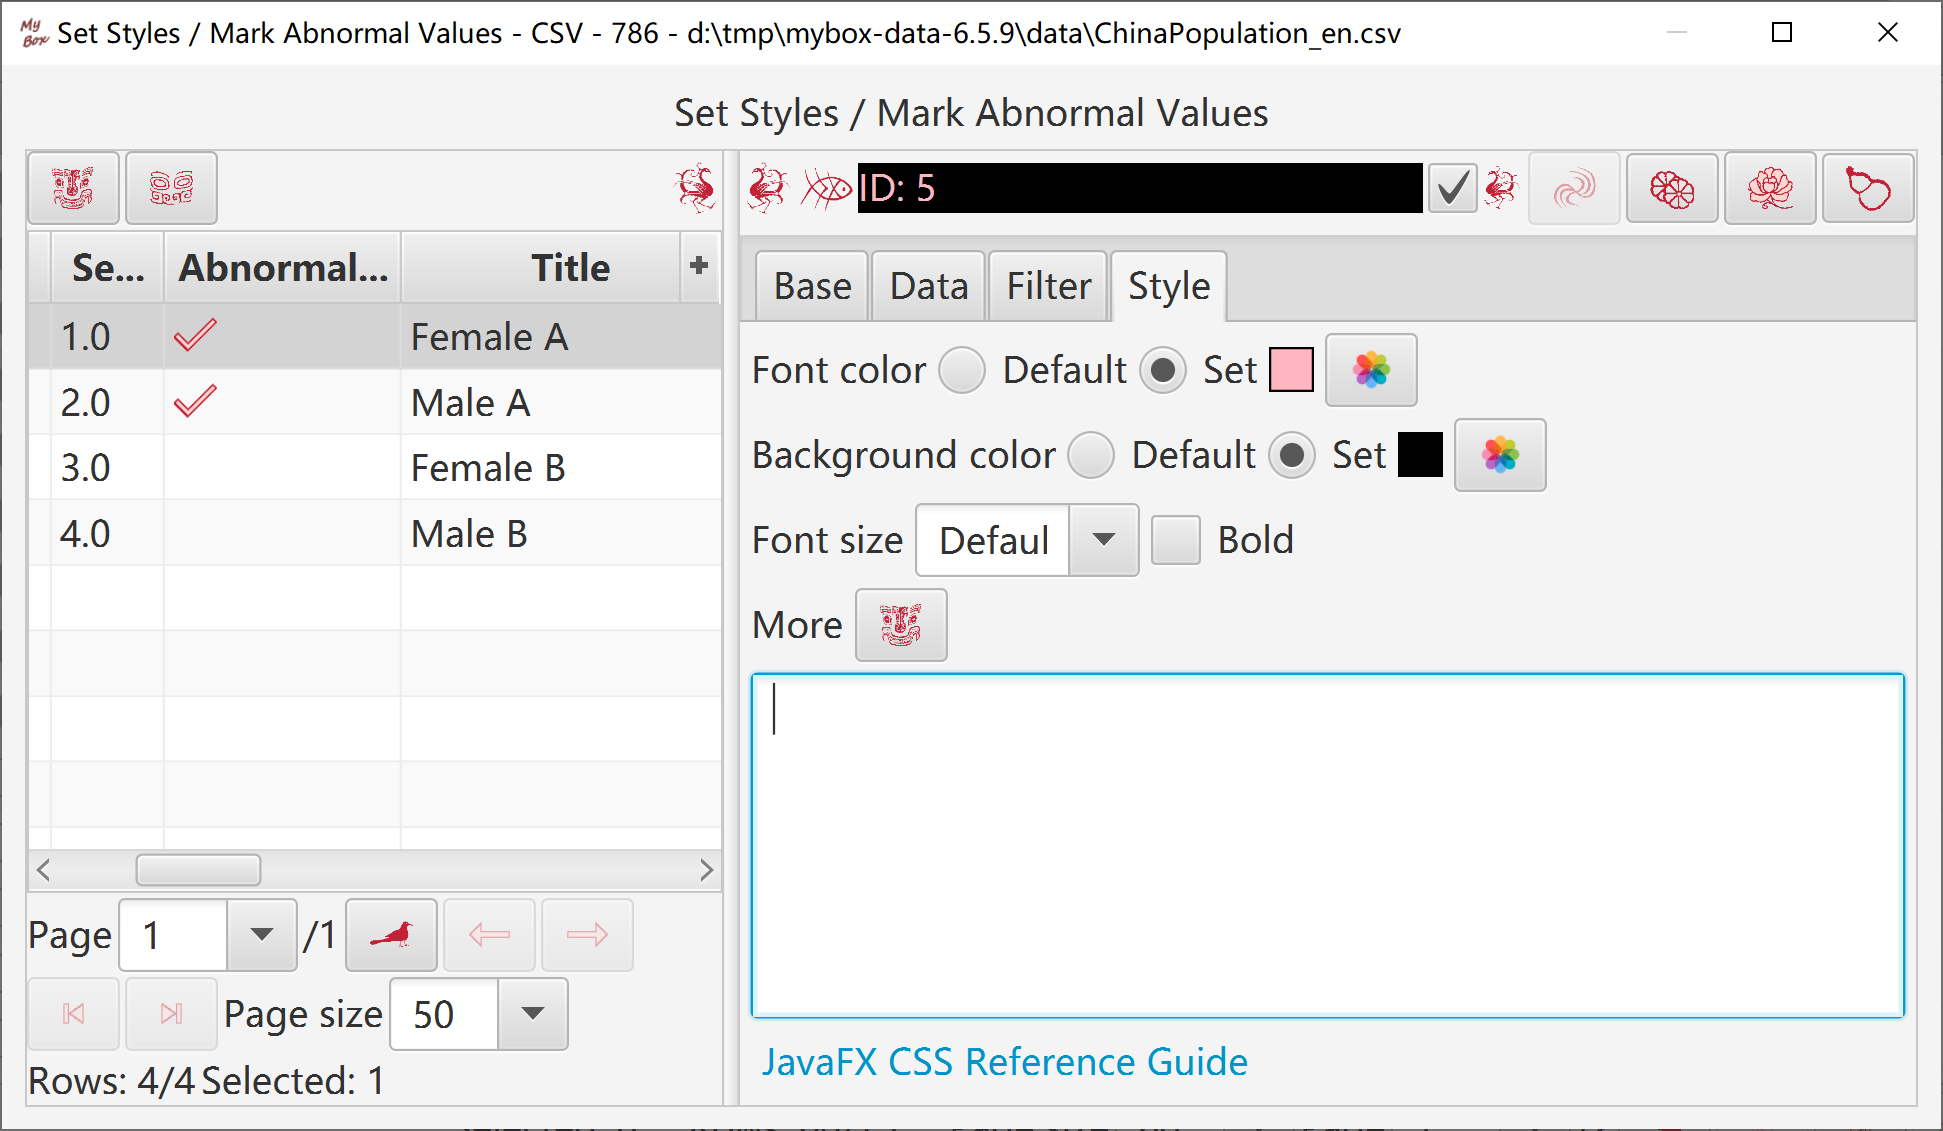 My Box Set Styles / Mark Abnormal Values - CSV - 786 - d:\tmp\mybox-data-6.5.9\data\ChinaPopulation_en.csv
Set Styles / Mark Abnormal Values
ID: 5
Se... Abnormal... Title +
1.0 Female A
2.0 Male A
3.0 Female B
4.0 Male B
Page 1 /1
Page size 50
Rows: 4/4 Selected: 1
Base Data Filter Style
Font color Default Set
Background color Default Set
Font size Defaul Bold
More
JavaFX CSS Reference Guide